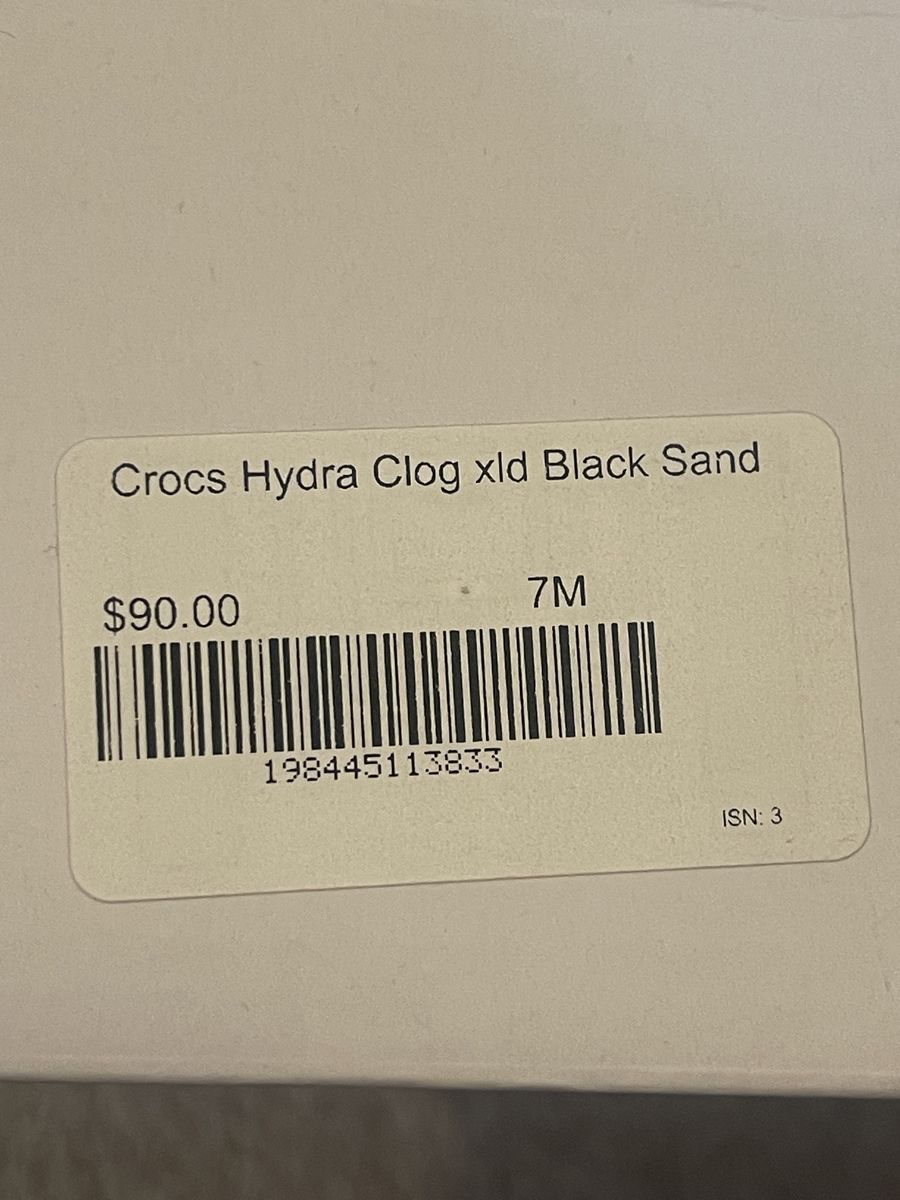 Crocs Hydra Clog xld Black Sand
$90.00 7M
198445113833
ISN: 3